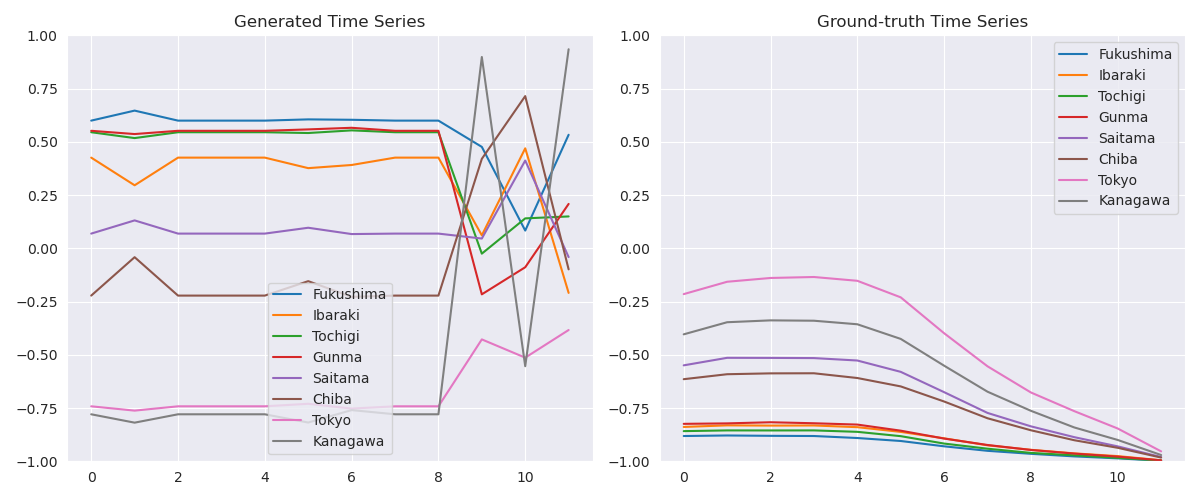 Generated Time Series
1.00
0.75
0.50
0.25
0.00
−0.25
−0.50
−0.75
−1.00
0 2 4 6 8 10
Fukushima
Ibaraki
Tochigi
Gunma
Saitama
Chiba
Tokyo
Kanagawa
Ground-truth Time Series
1.00
0.75
0.50
0.25
0.00
−0.25
−0.50
−0.75
−1.00
0 2 4 6 8 10
Fukushima
Ibaraki
Tochigi
Gunma
Saitama
Chiba
Tokyo
Kanagawa